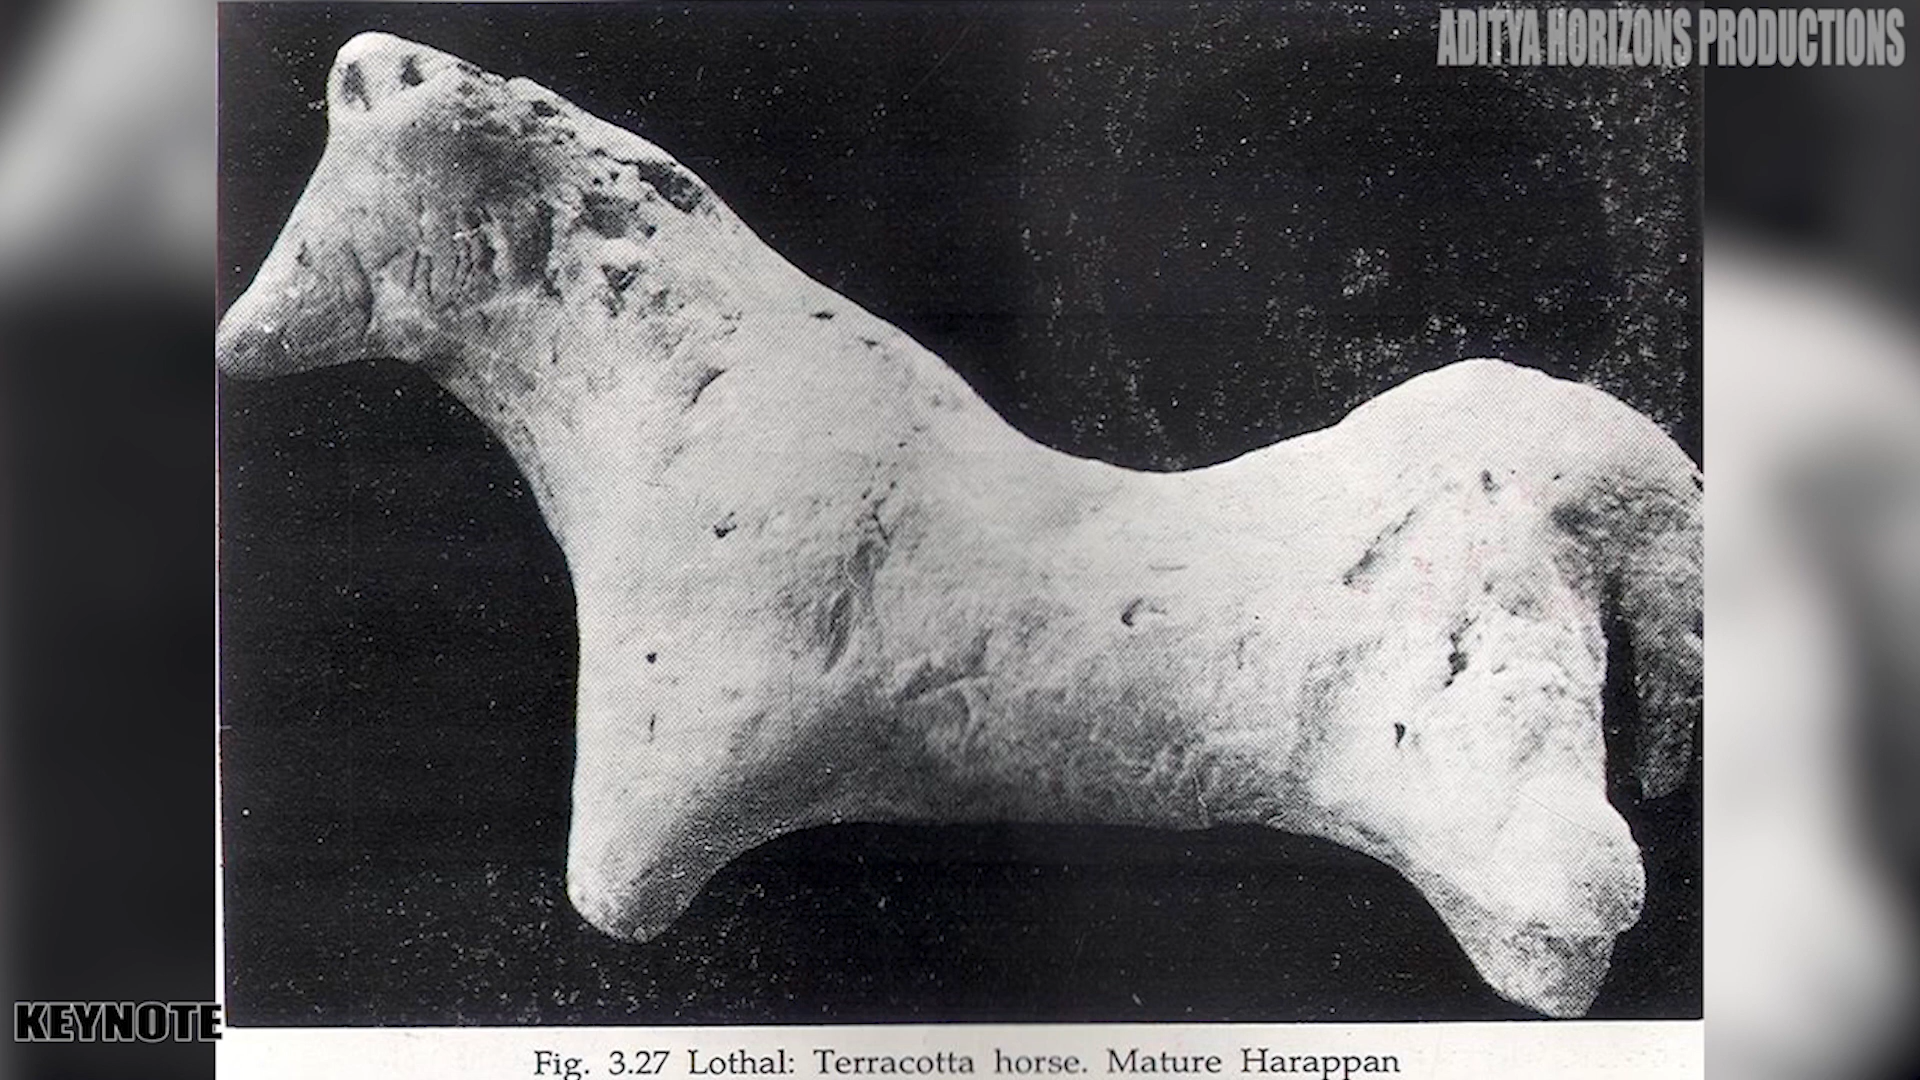 ADITYA HORIZONS PRODUCTIONS
KEYNOTE
Fig. 3.27 Lothal: Terracotta horse. Mature Harappan